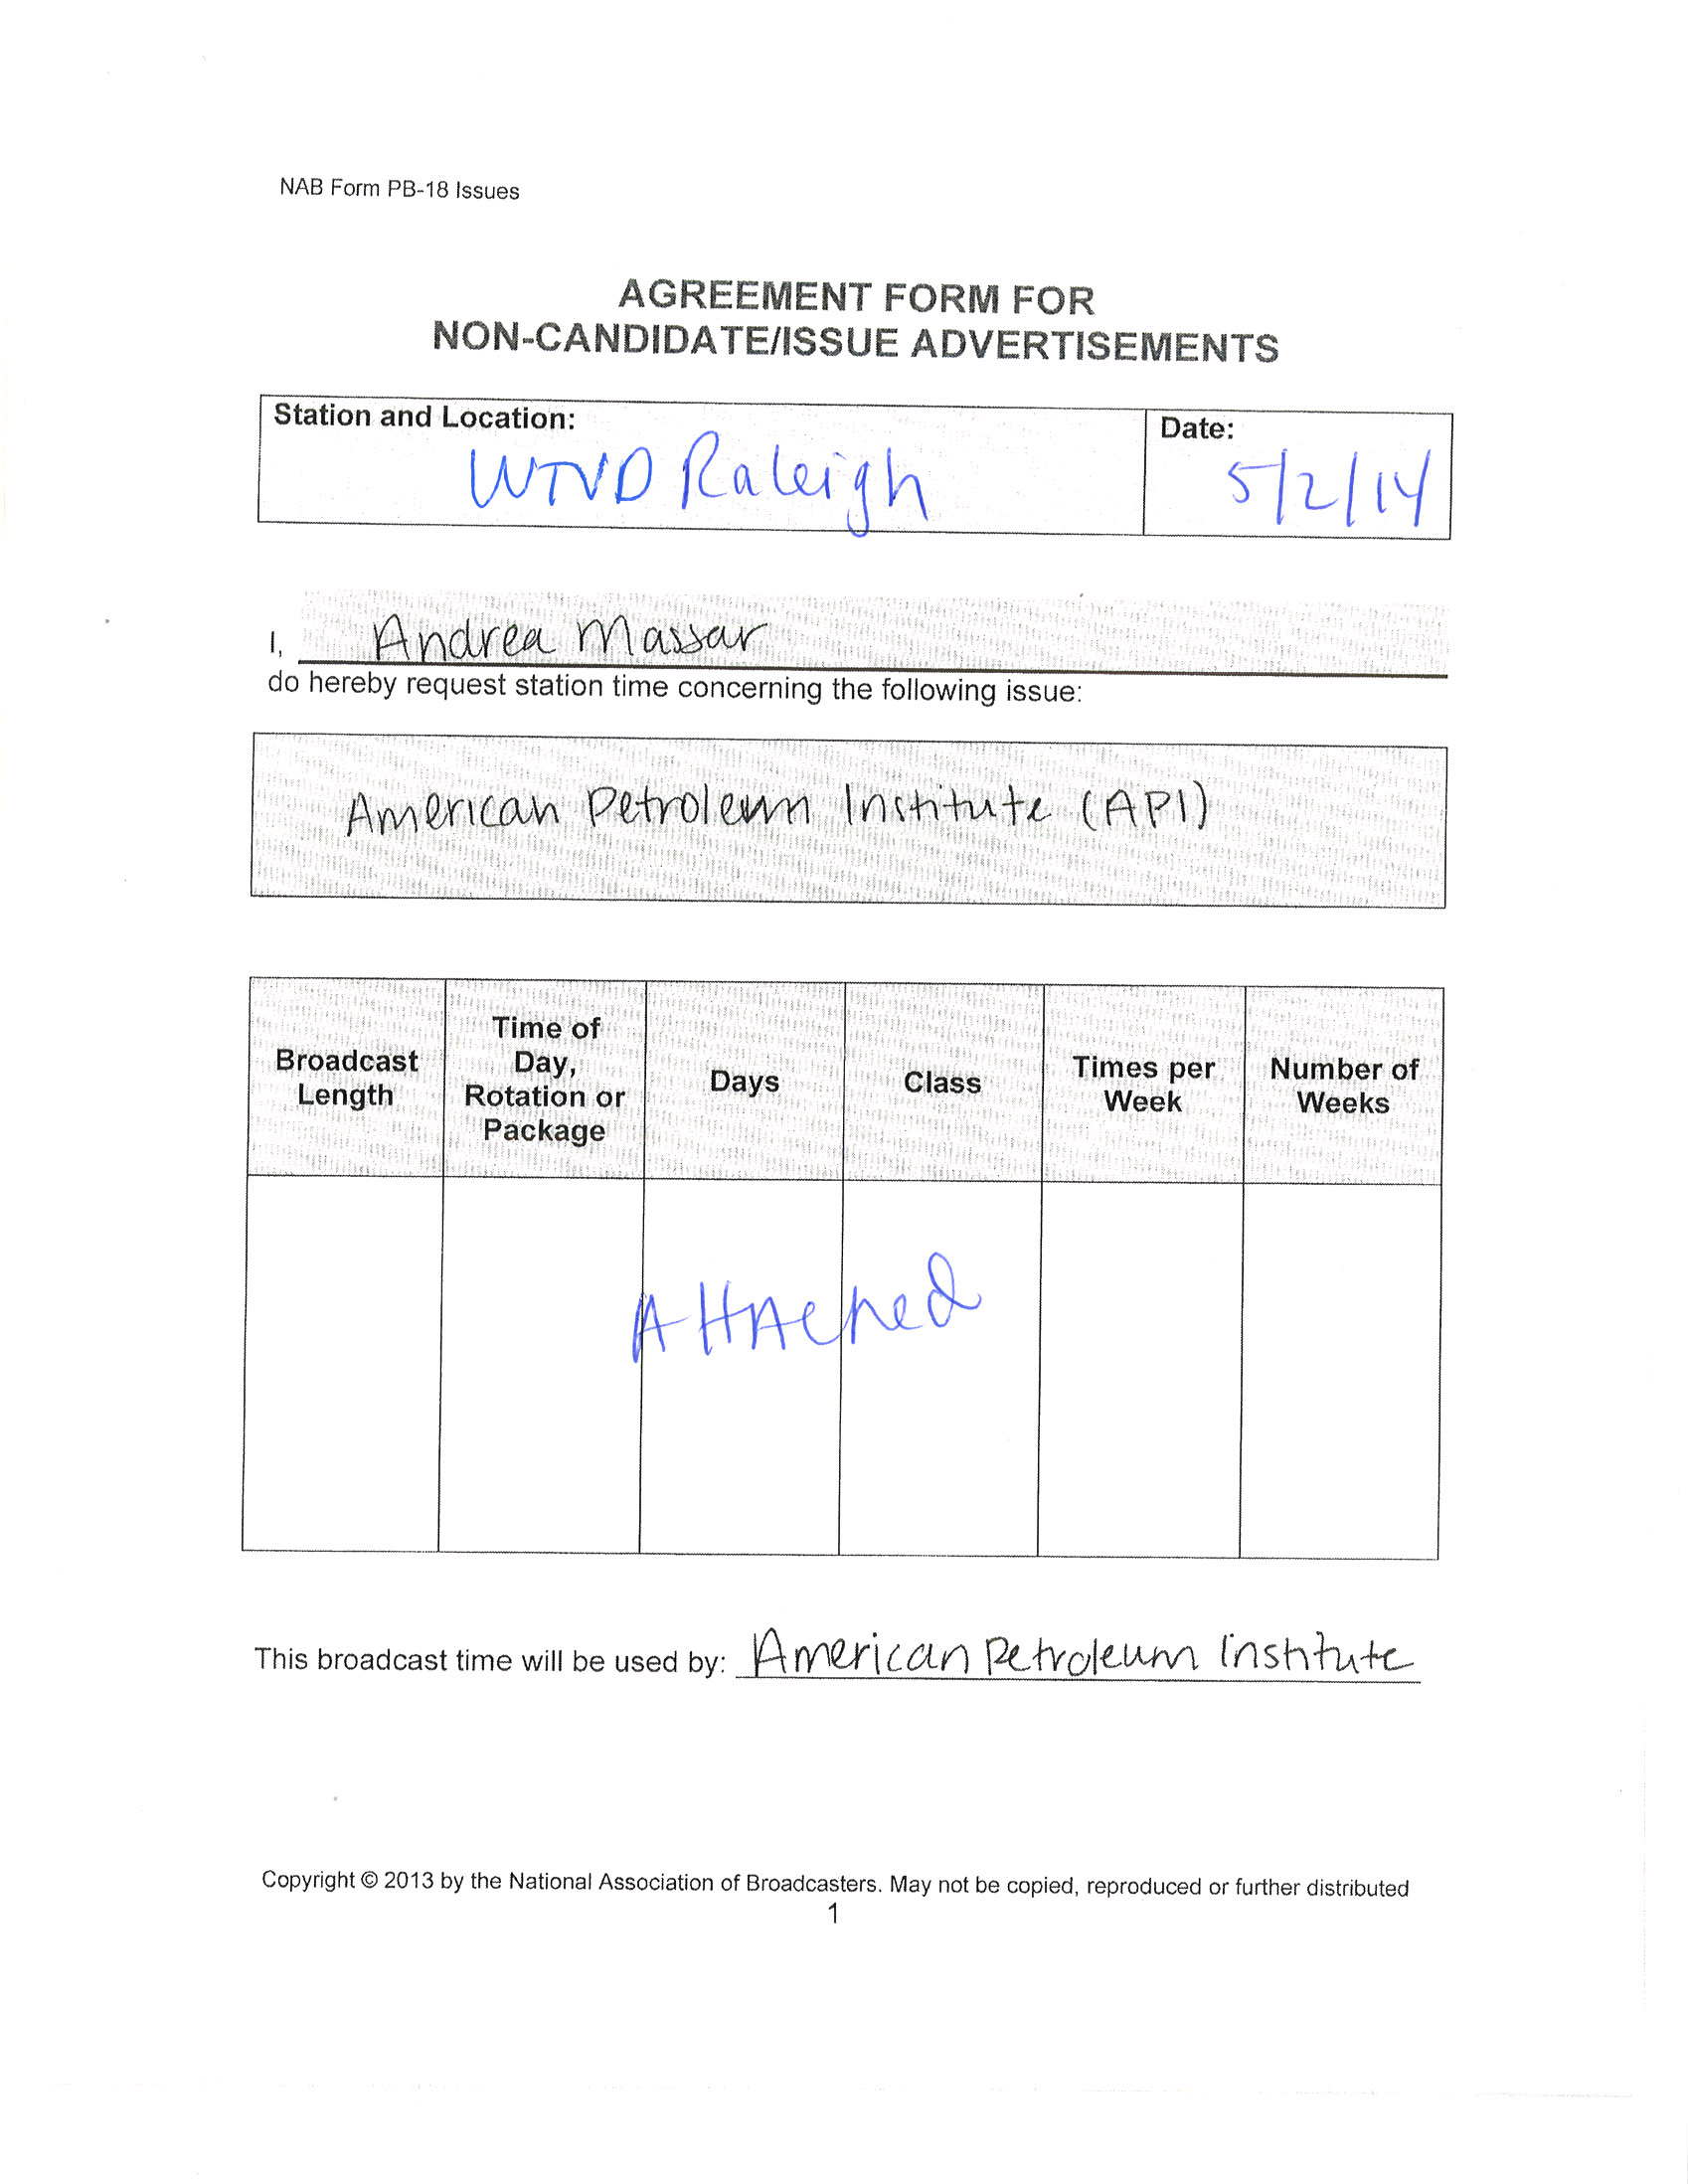 NAB Form PB-18 Issues
AGREEMENT FORM FOR
NON-CANDIDATE/ISSUE ADVERTISEMENTS
Station and Location:
Date:
WTVD Raleigh
5/2/14
I, Andrea Massar
do hereby request station time concerning the following issue:
American Petroleum Institute (API)
Broadcast Length
Time of Day, Rotation or Package
Days
Class
Times per Week
Number of Weeks
Attached
This broadcast time will be used by: American Petroleum Institute
Copyright © 2013 by the National Association of Broadcasters. May not be copied, reproduced or further distributed
1